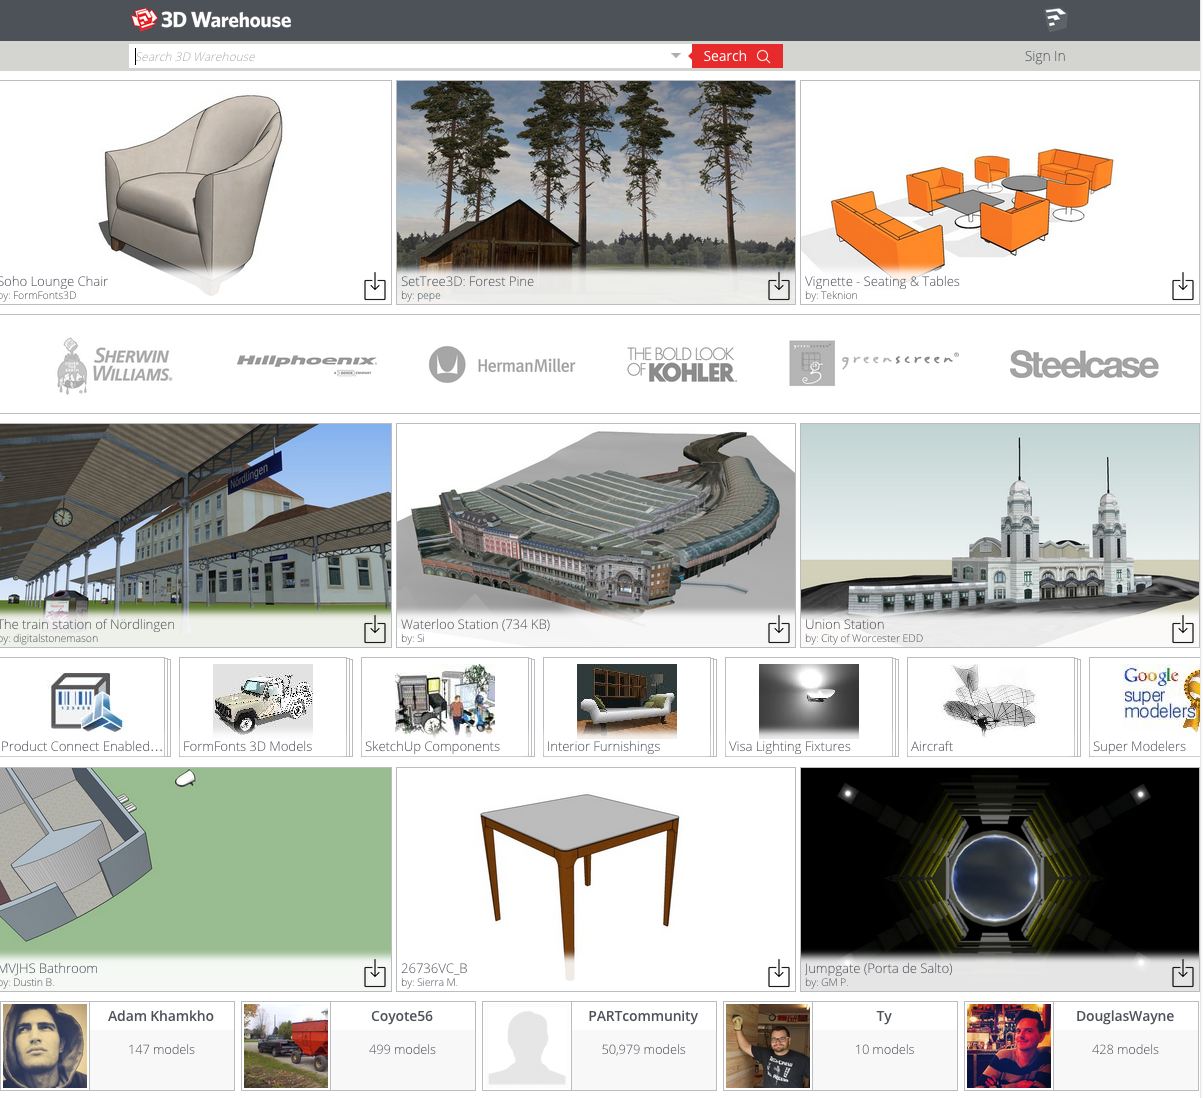 3D Warehouse
Search 3D Warehouse
Search
Sign In
Soho Lounge Chair
by: FormFonts3D
SetTree3D: Forest Pine
by: pepe
Vignette - Seating & Tables
by: Teknion
SHERWIN
WILLIAMS.
Hillphoenix
HermanMiller
THE BOLD LOOK
OF KOHLER
greenscreen
Steelcase
Nördlingen
The train station of Nördlingen
by: digitalstonemason
Waterloo Station (734 KB)
by: Si
Union Station
by: City of Worcester EDD
123456
Google
super
modelers
Product Connect Enabled...
FormFonts 3D Models
SketchUp Components
Interior Furnishings
Visa Lighting Fixtures
Aircraft
Super Modelers
MVJHS Bathroom
by: Dustin B.
26736VC_B
by: Sierra M.
Jumpgate (Porta de Salto)
by: GM P.
Adam Khamkho
147 models
Coyote56
499 models
PARTcommunity
50,979 models
Ty
10 models
DouglasWayne
428 models